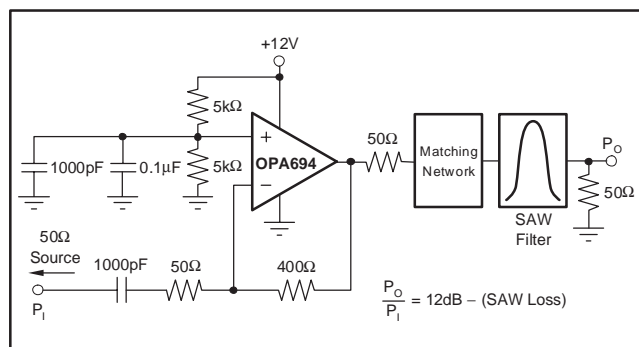 +12V
5kΩ
+
50Ω
Matching
Network
P_O
OPA694
1000pF
0.1μF
5kΩ
−
50Ω
SAW
Filter
50Ω
Source
1000pF
50Ω
400Ω
P_I
P_O/P_I = 12dB − (SAW Loss)